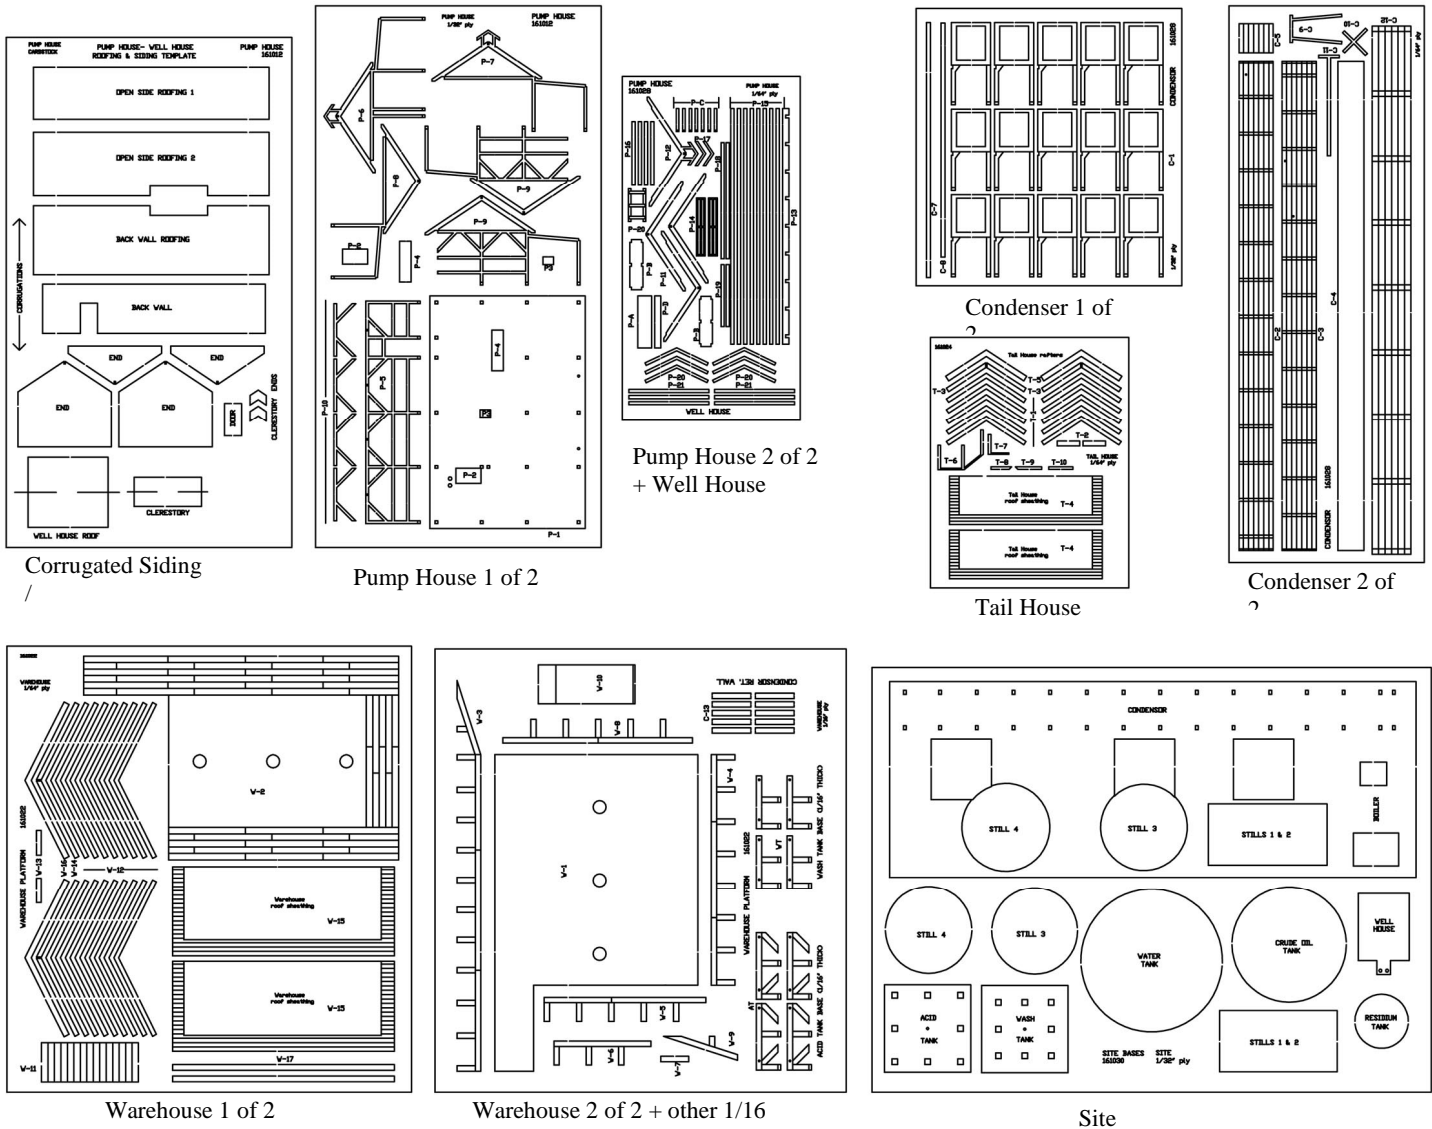 PUMP HOUSE
CARDSTOCK
PUMP HOUSE- WELL HOUSE
ROOFING & SIDING TEMPLATE
PUMP HOUSE
161012
OPEN SIDE ROOFING 1
OPEN SIDE ROOFING 2
BACK WALL ROOFING
CORRUGATIONS
BACK WALL
END
END
END
END
DOOR
CLERESTORY ENDS
CLERESTORY
WELL HOUSE ROOF
Corrugated Siding
/
PUMP HOUSE
161012
PUMP HOUSE
1/32" ply
P-7
P-6
P-8
P-9
P-9
P-2
P-4
P3
P-10
P-5
P-4
P3
P-2
P-1
Pump House 1 of 2
PUMP HOUSE
161028
PUMP HOUSE
1/64" ply
P-C
P-15
P-16
P-12
P-17
P-18
P-20
P-14
P-13
P-B
P-11
P-19
P-A
P-D
P-B
P-20
P-21
P-20
P-21
WELL HOUSE
Pump House 2 of 2
+ Well House
161028
CONDENSOR
C-1
C-7
C-8
1/32" ply
Condenser 1 of
161024
Tail House rafters
T-3
T-5
T-3
T-1
T-2
T-6
T-7
T-8
T-9
T-10
TAIL HOUSE
1/64" ply
Tail House
roof sheathing
T-4
Tail House
roof sheathing
T-4
Tail House
C-5
C-9
C-10
C-11
C-12
1/64" ply
C-2
C-3
C-4
CONDENSOR
161028
Condenser 2 of
WAREHOUSE
1/64" ply
W-2
161022
WAREHOUSE PLATFORM
W-13
W-16
W-14
W-12
Warehouse
roof sheathing
W-15
Warehouse
roof sheathing
W-15
W-11
W-17
Warehouse 1 of 2
W-3
W-10
CONDENSOR RET. WALL
C-13
WAREHOUSE
1/16" ply
W-8
W-4
W-1
161022
WAREHOUSE PLATFORM
WT
WASH TANK BASE (1/16" THICK)
AT
ACID TANK BASE (1/16" THICK)
W-5
W-6
W-7
W-9
Warehouse 2 of 2 + other 1/16
CONDENSOR
STILL 4
STILL 3
STILLS 1 & 2
BOILER
STILL 4
STILL 3
WATER
TANK
CRUDE OIL
TANK
WELL
HOUSE
ACID
TANK
WASH
TANK
SITE BASES
161030
SITE
1/32" ply
STILLS 1 & 2
RESIDIUM
TANK
Site